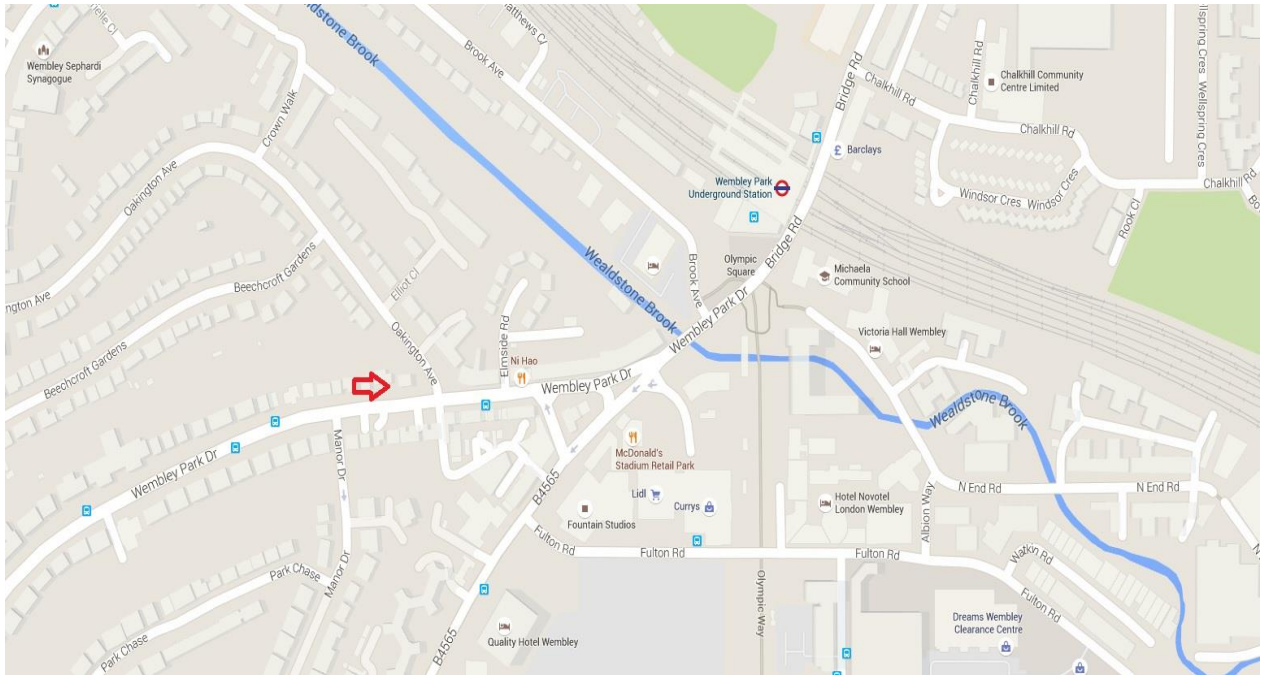 Wembley Sephardi
Synagogue
Crown Walk
Oakington Ave
ngton Ave
Beechcroft Gardens
Beechcroft Gardens
Elliot Cl
Oakington Ave
Wealdstone Brook
Brook Ave
atthews Cl
Bridge Rd
Chalkhill Rd
Chalkhill Rd
Chalkhill Community
Centre Limited
Chalkhill Rd
llspring Cres
Wellspring Cres
Chalkhill Rd
Bo
£ Barclays
Wembley Park
Underground Station
Windsor Cres
Windsor Cres
Rook Cl
Bridge Rd
Olympic
Square
Brook Ave
Wealdstone Brook
Michaela
Community School
Wembley Park Dr
Victoria Hall Wembley
Elmside Rd
Ni Hao
Wembley Park Dr
Wealdstone Brook
McDonald's
Stadium Retail Park
Manor Dr
Wembley Park Dr
B4565
Lidl
Currys
Fountain Studios
Hotel Novotel
London Wembley
Albion Way
N End Rd
N End Rd
N
Fulton Rd
Fulton Rd
Fulton Rd
Watkin Rd
Fulton Rd
Park Chase
Manor Dr
Park Chase
Olympic Way
Quality Hotel Wembley
B4565
Dreams Wembley
Clearance Centre